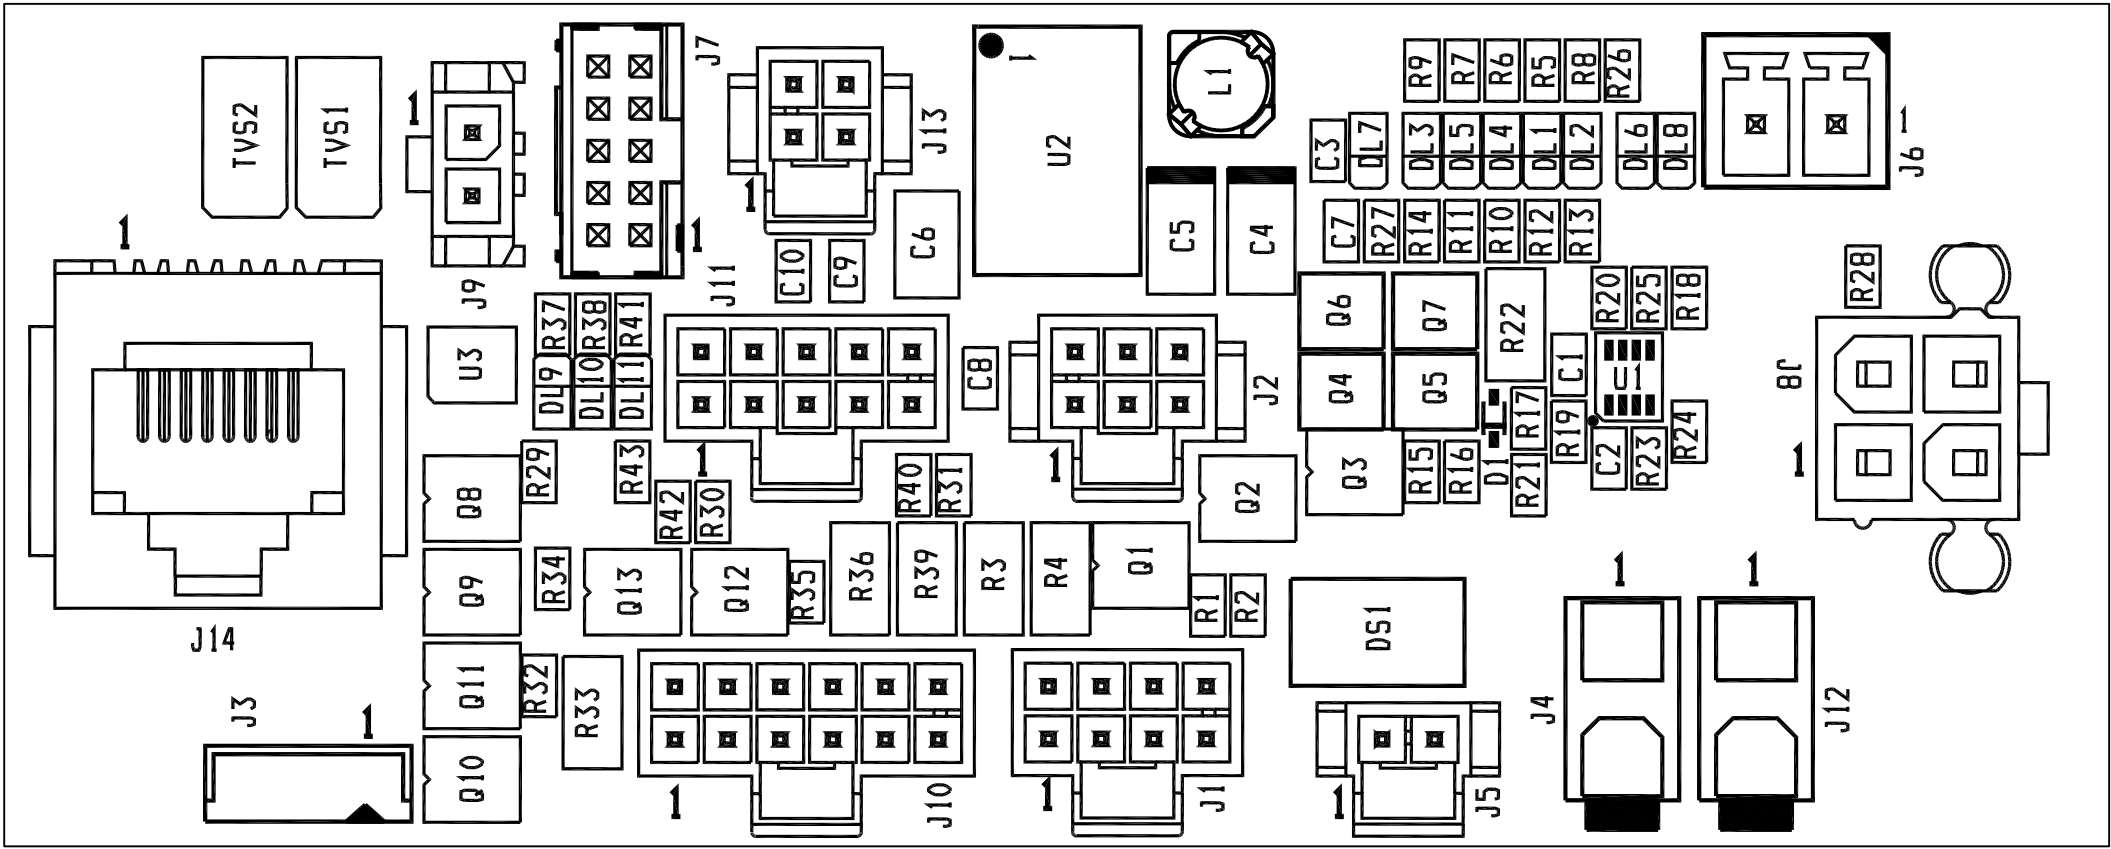 TVS2
TVS1
1
J9
J7
1
J13
1
1
U2
L1
R9
R7
R6
R5
R8
R26
C3
DL7
DL3
DL5
DL4
DL1
DL2
DL6
DL8
1
J6
C6
C5
C4
C7
R27
R14
R11
R10
R12
R13
1
C10
C9
J11
R37
R38
R41
U3
DL9
DL10
DL11
C8
J2
Q6
Q7
R22
R20
R25
R18
R28
Q4
Q5
C1
U1
J8
R17
R19
R24
1
Q8
R29
R43
1
R40
R31
1
Q2
Q3
R15
R16
D1
R21
C2
R23
R42
R30
Q9
R34
Q13
Q12
R35
R36
R39
R3
R4
Q1
R1
R2
1
1
J14
DS1
Q11
R32
R33
J3
1
J4
J12
Q10
1
J10
1
J1
1
J5